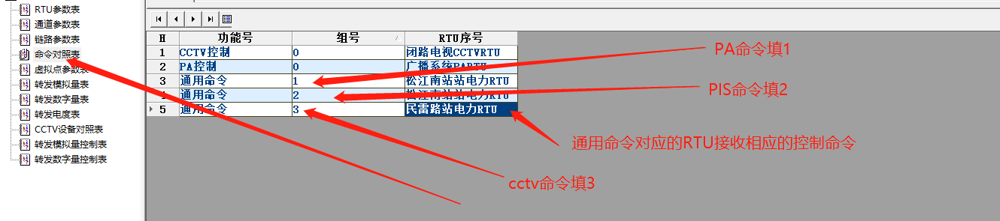 RTU参数表
通道参数表
链路参数表
命令对照表
虚拟点参数表
转发模拟量表
转发数字量表
转发电度表
CCTV设备对照表
转发模拟量控制表
转发数字量控制表
H 功能号 组号 RTU序号
1 CCTV控制 0 闭路电视CCTVRTU
2 PA控制 0 广播系统PARTU
3 通用命令 1 松江南站站电力RTU
4 通用命令 2 松江南站站电力RTU
5 通用命令 3 民雷路站电力RTU
PA命令填1
PIS命令填2
通用命令对应的RTU接收相应的控制命令
cctv命令填3